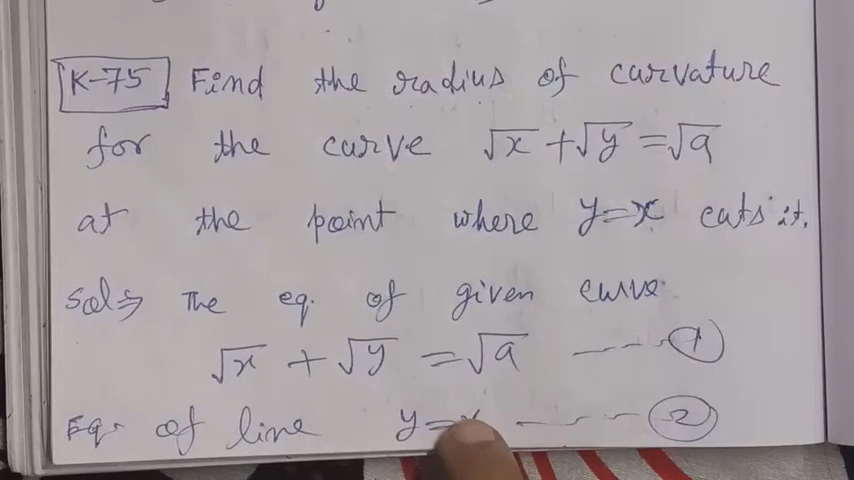 K-75 Find the radius of curvature
for the curve √x + √y = √a
at the point where y=x cuts it.
Sol⇒ The eq. of given curve
√x + √y = √a ——— 1
Eq. of line y= ——— 2